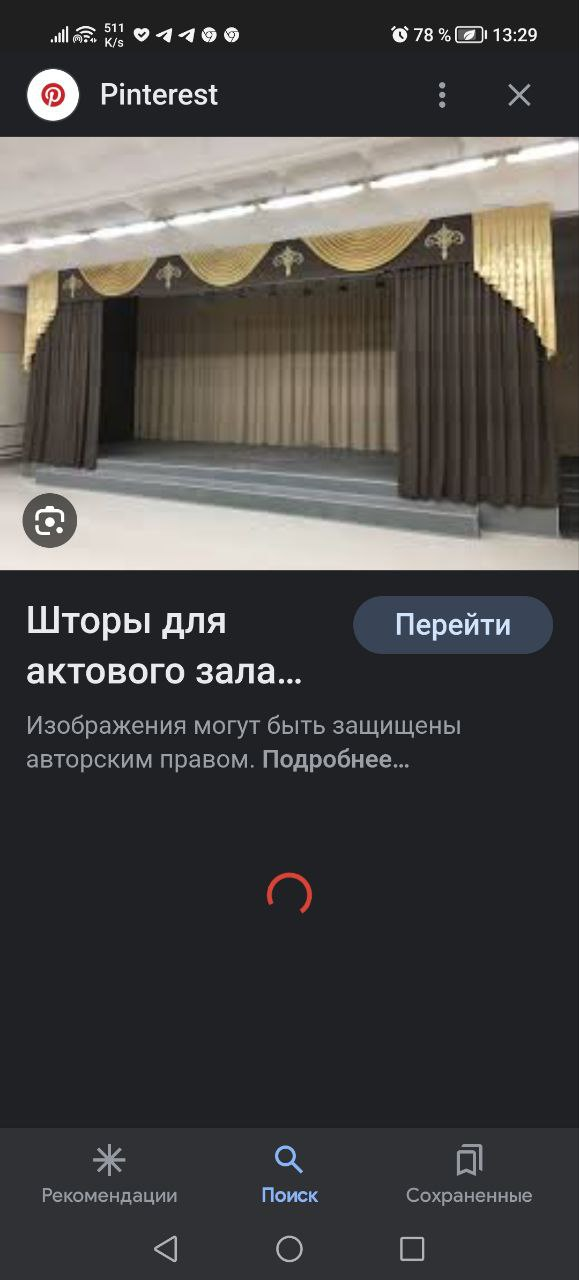 511
K/s
78 %
13:29
Pinterest
Шторы для
актового зала...
Перейти
Изображения могут быть защищены
авторским правом. Подробнее...
Рекомендации
Поиск
Сохраненные